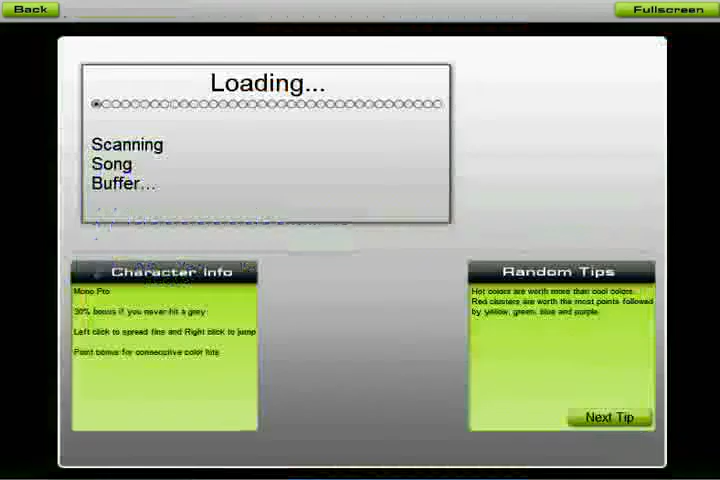 Back
Fullscreen
Loading...
Scanning
Song
Buffer...
Character Info
Mono Pro
30% bonus if you never hit a grey
Left click to spread fins and Right click to jump
Point bonus for consecutive color hits
Random Tips
Hot colors are worth more than cool colors.
Red clusters are worth the most points followed
by yellow, green, blue and purple.
Next Tip